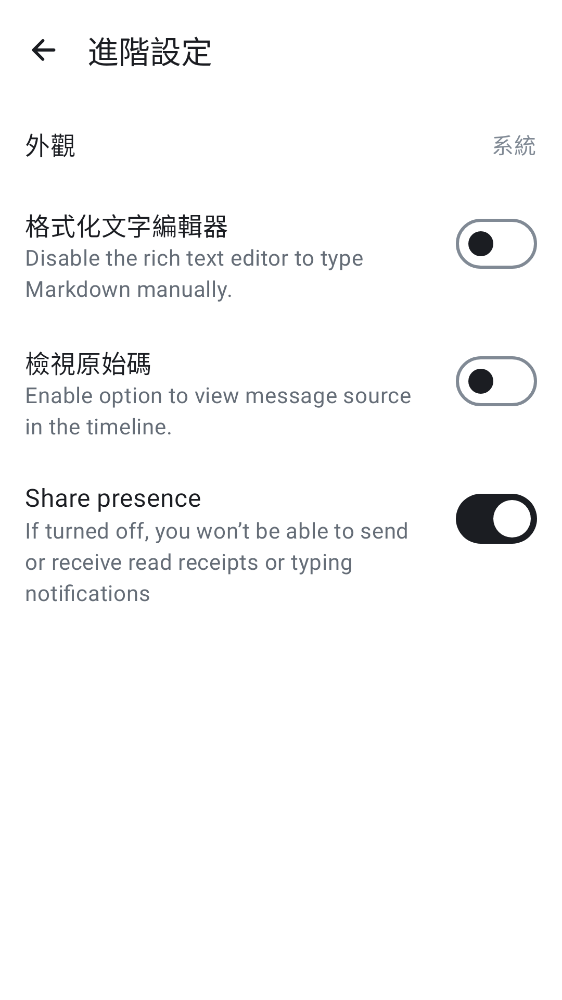 進階設定
外觀
系統
格式化文字編輯器
Disable the rich text editor to type
Markdown manually.
檢視原始碼
Enable option to view message source
in the timeline.
Share presence
If turned off, you won’t be able to send
or receive read receipts or typing
notifications